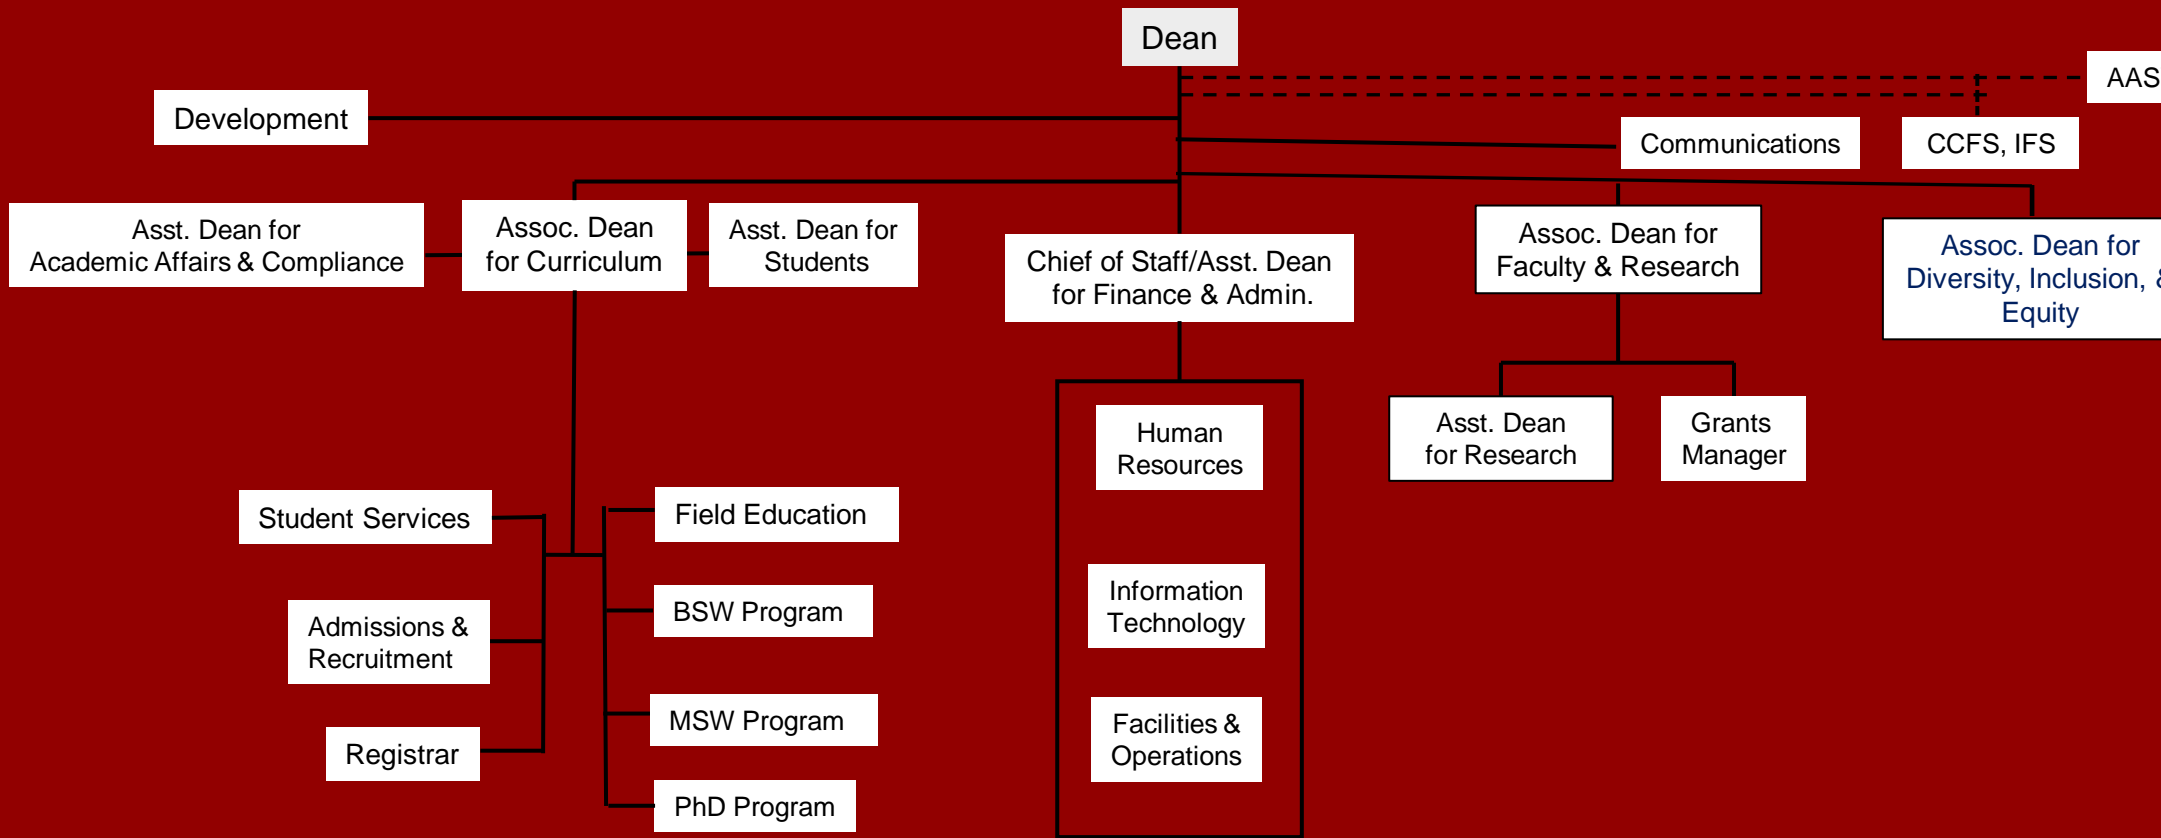 Dean
AAS
Development
Communications
CCFS, IFS
Asst. Dean for
Academic Affairs & Compliance
Assoc. Dean
for Curriculum
Asst. Dean for
Students
Chief of Staff/Asst. Dean
for Finance & Admin.
Assoc. Dean for
Faculty & Research
Assoc. Dean for
Diversity, Inclusion, &
Equity
Human
Resources
Asst. Dean
for Research
Grants
Manager
Student Services
Field Education
Information
Technology
BSW Program
Admissions &
Recruitment
MSW Program
Facilities &
Operations
Registrar
PhD Program